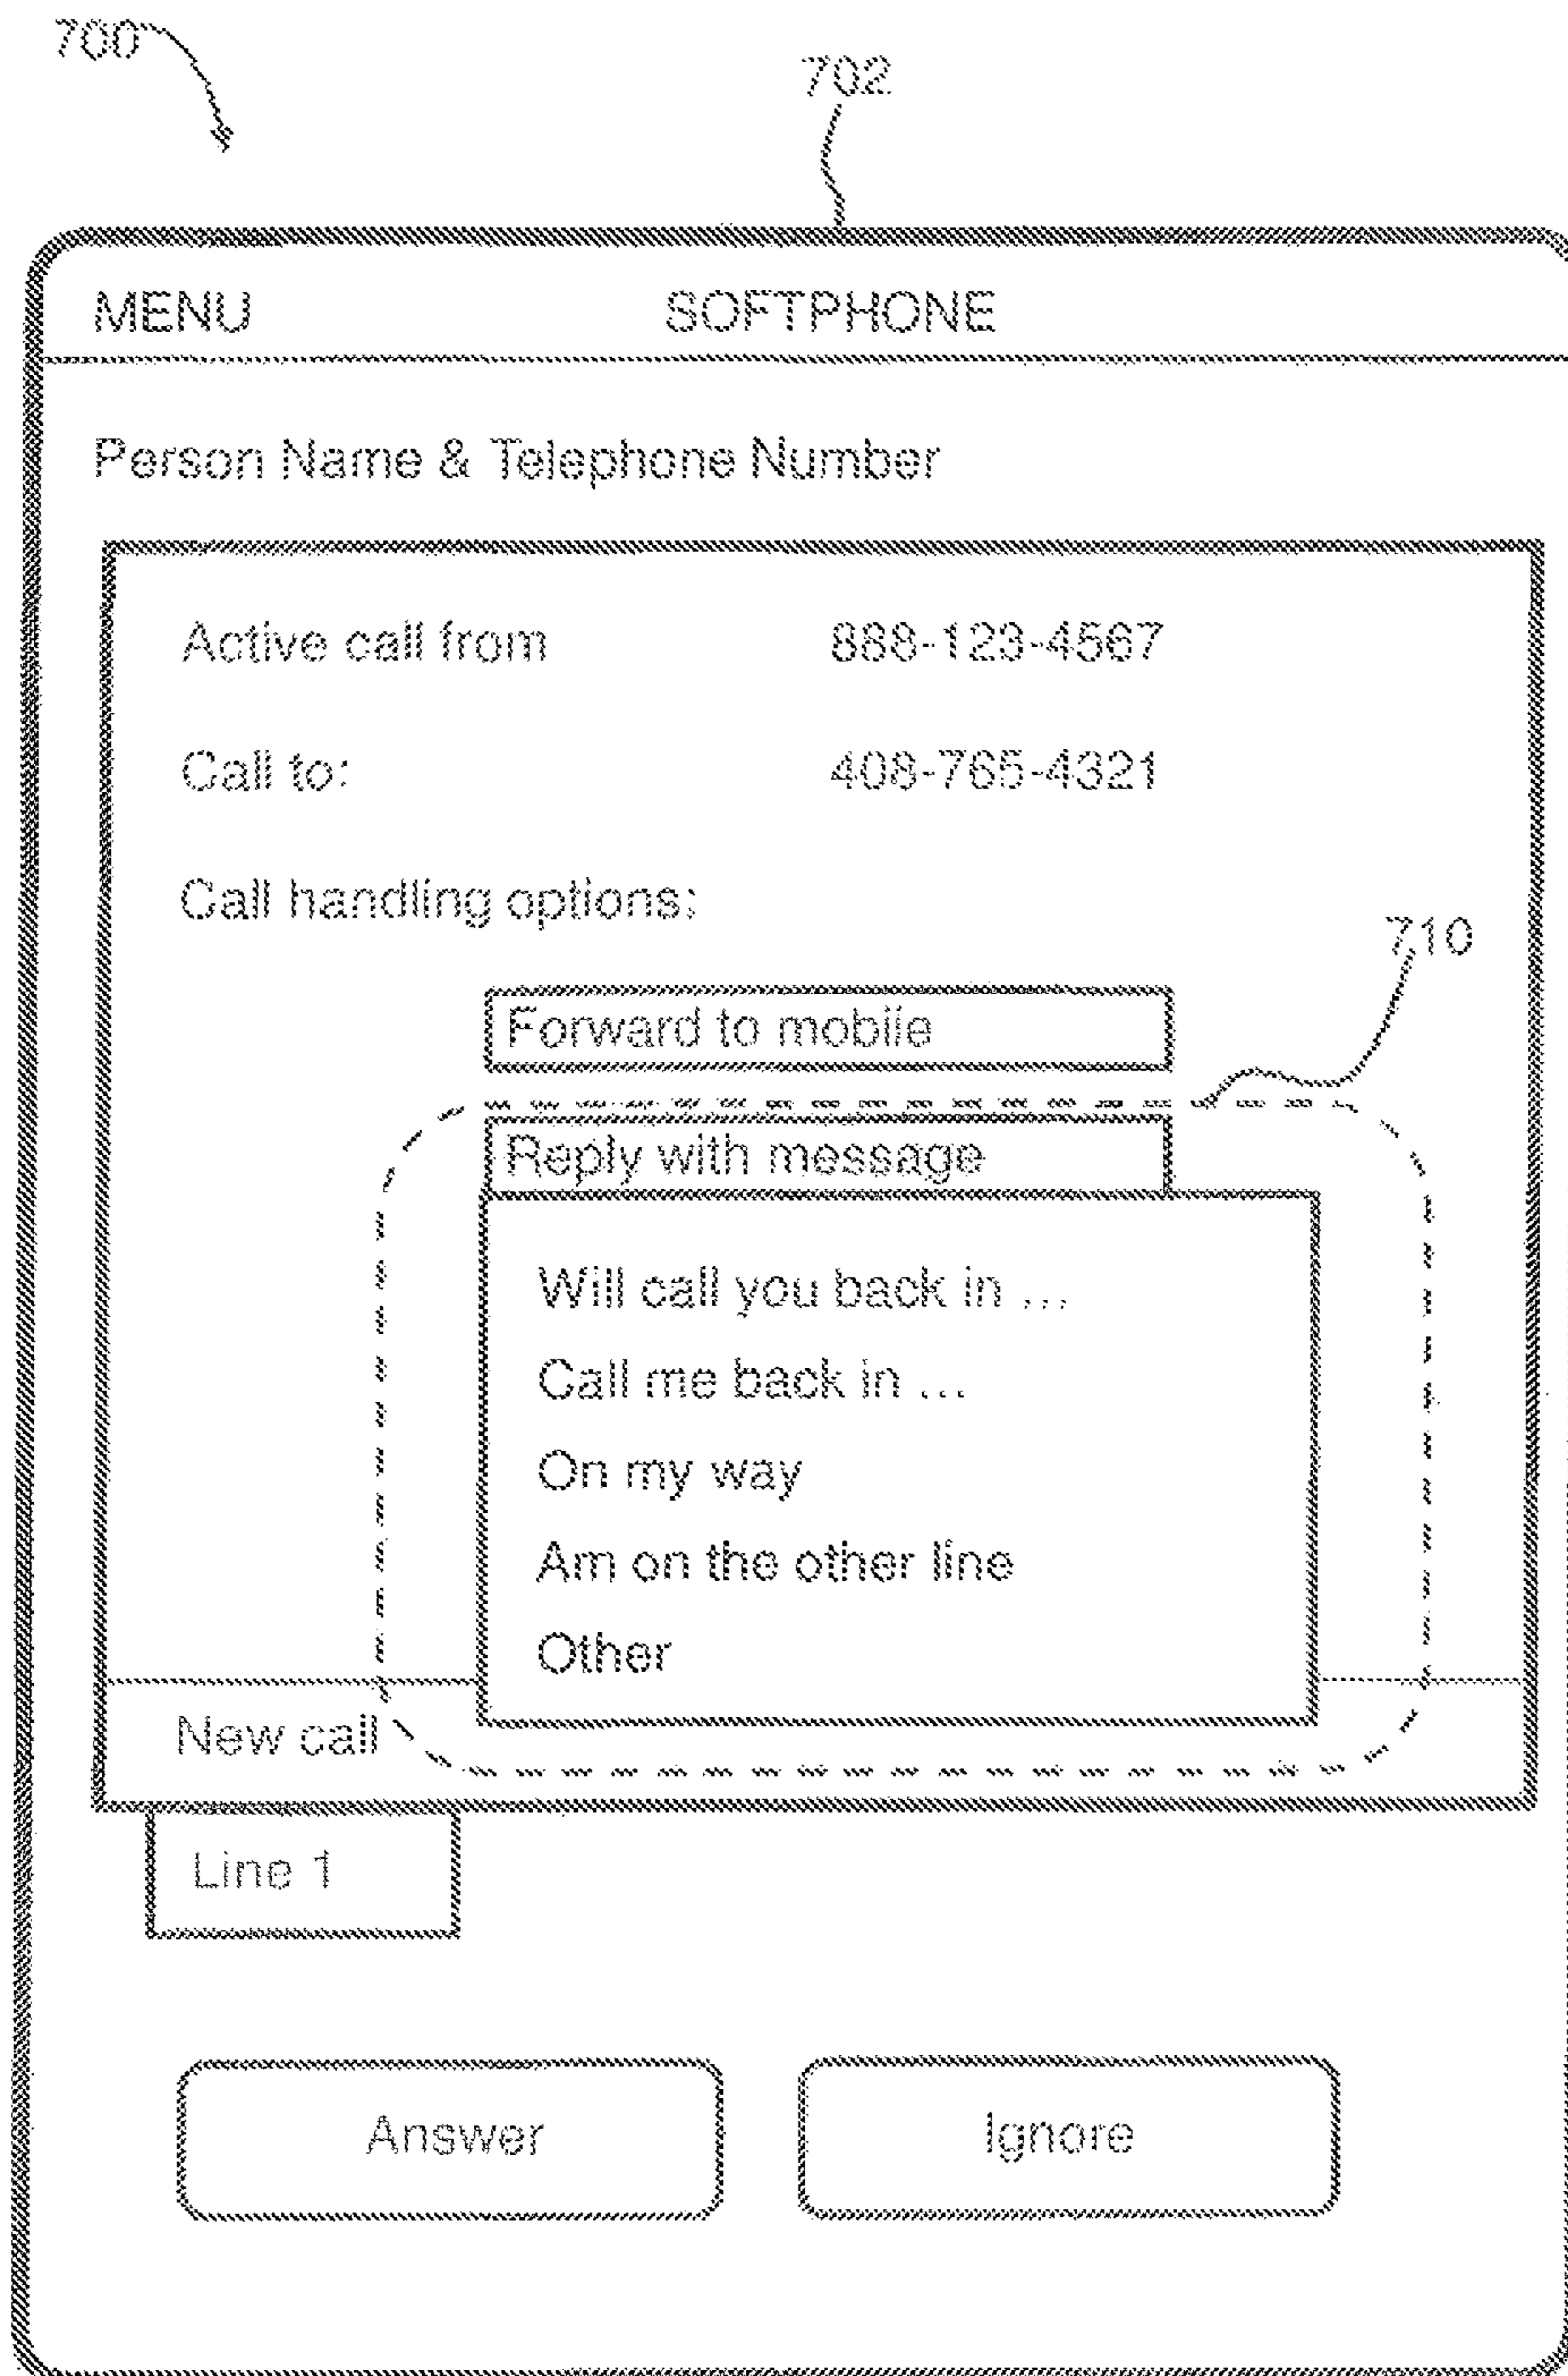 700
702
MENU SOFTPHONE
Person Name & Telephone Number
Active call from 888-123-4567
Call to: 408-765-4321
Call handling options:
710
Forward to mobile
Reply with message
Will call you back in ...
Call me back in ...
On my way
Am on the other line
Other
New call
Line 1
Answer Ignore